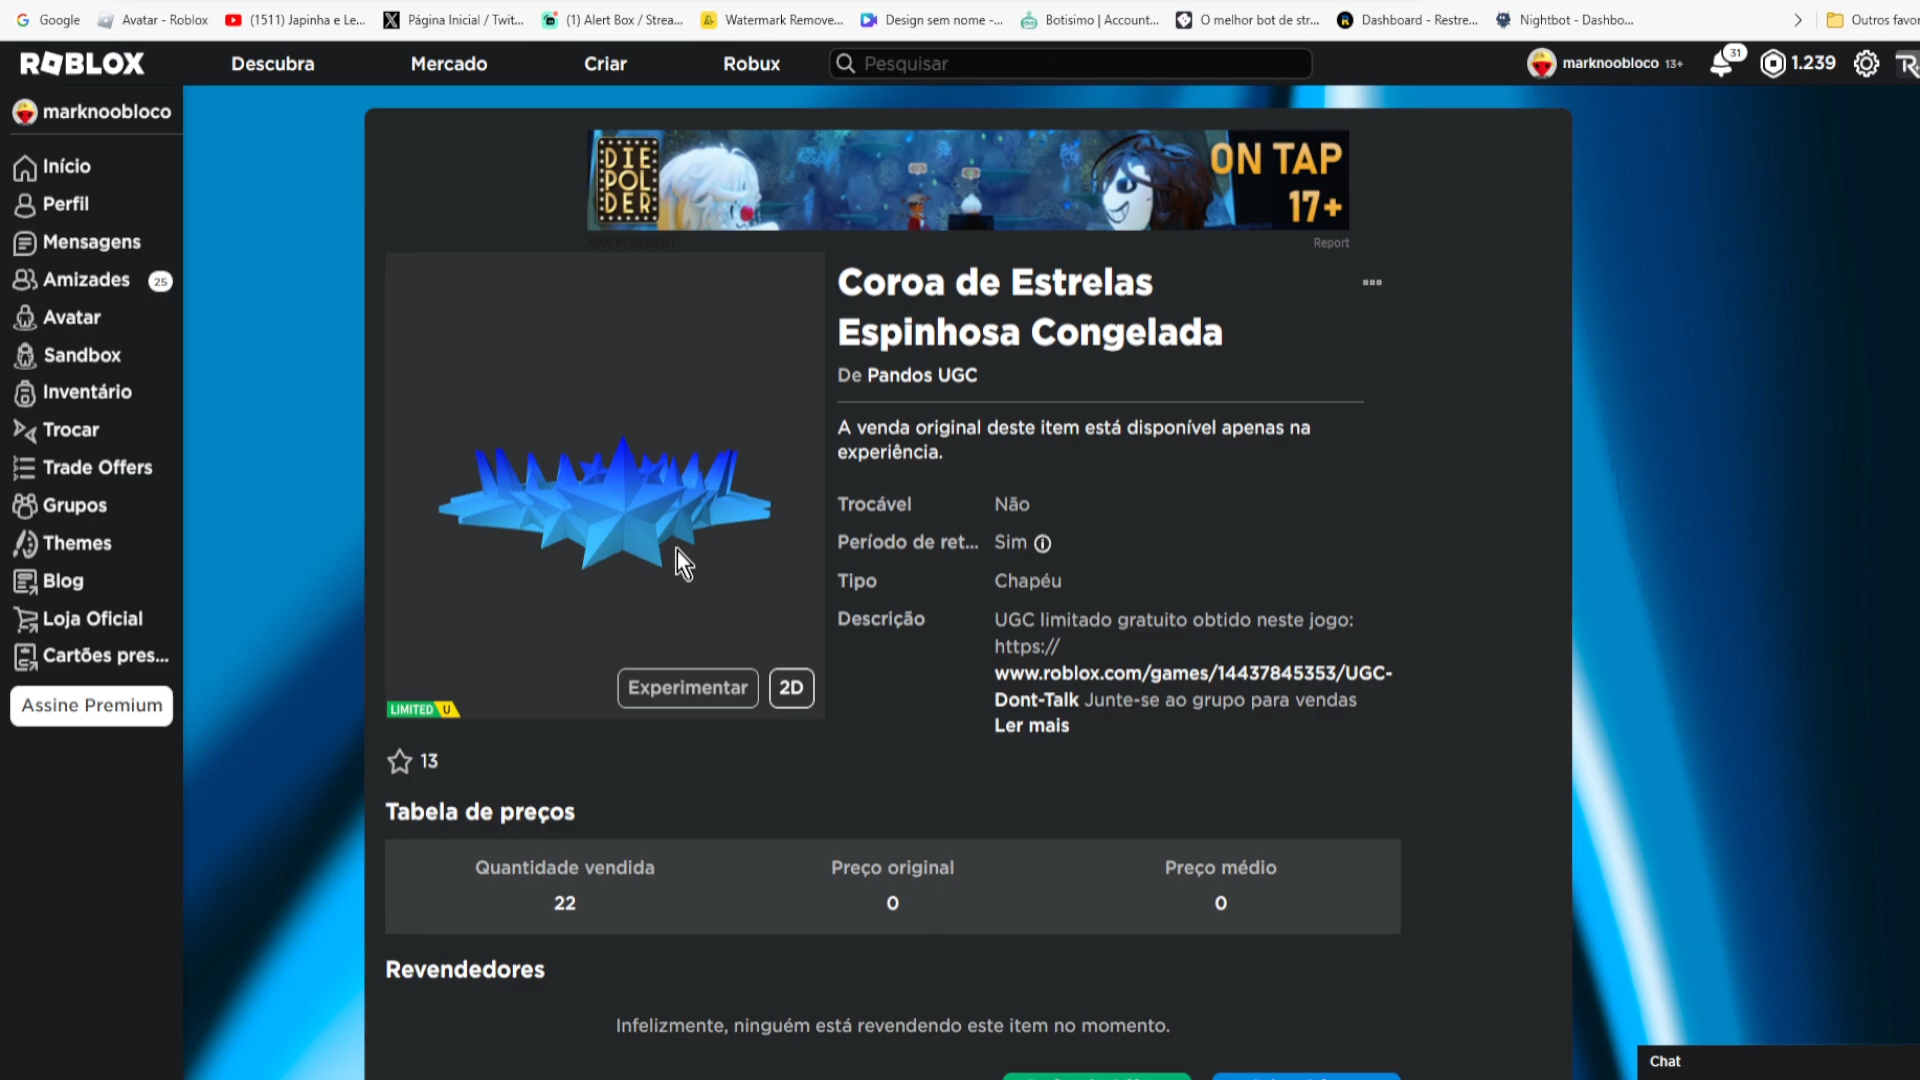 Google
Avatar - Roblox
(1511) Japinha e Le...
Página Inicial / Twit...
(1) Alert Box / Strea...
Watermark Remove...
Design sem nome -...
Botisimo | Account...
O melhor bot de str...
Dashboard - Restre...
Nightbot - Dashbo...
Outros favor
ROBLOX
Descubra
Mercado
Criar
Robux
Pesquisar
marknoobloco 13+
31
1.239
marknoobloco
Início
Perfil
Mensagens
Amizades 25
Avatar
Sandbox
Inventário
Trocar
Trade Offers
Grupos
Themes
Blog
Loja Oficial
Cartões pres...
Assine Premium
DIE
POL
DER
ON TAP
17+
ADVERTISEMENT
Report
Coroa de Estrelas
Espinhosa Congelada
De Pandos UGC
A venda original deste item está disponível apenas na
experiência.
Trocável Não
Período de ret... Sim
Tipo Chapéu
Descrição UGC limitado gratuito obtido neste jogo:
https://
www.roblox.com/games/14437845353/UGC-
Dont-Talk Junte-se ao grupo para vendas
Ler mais
Experimentar
2D
LIMITED U
13
Tabela de preços
Quantidade vendida
22
Preço original
0
Preço médio
0
Revendedores
Infelizmente, ninguém está revendendo este item no momento.
Chat